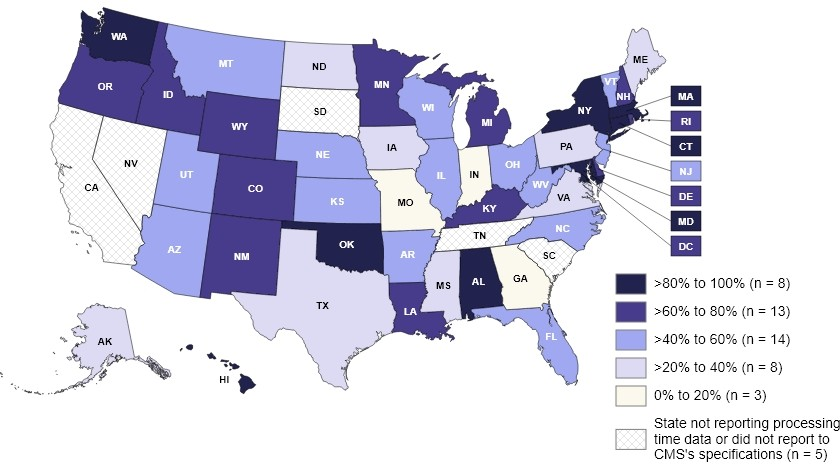 WA
MT
ND
MN
ME
VT
NH
OR
ID
SD
WI
NY
MA
WY
MI
RI
IA
PA
CT
NV
NE
NJ
UT
IL
IN
OH
CA
CO
WV
DE
KS
MO
KY
VA
MD
AZ
NM
OK
AR
TN
NC
DC
SC
MS
AL
GA
TX
LA
FL
AK
HI
>80% to 100% (n = 8)
>60% to 80% (n = 13)
>40% to 60% (n = 14)
>20% to 40% (n = 8)
0% to 20% (n = 3)
State not reporting processing
time data or did not report to
CMS's specifications (n = 5)